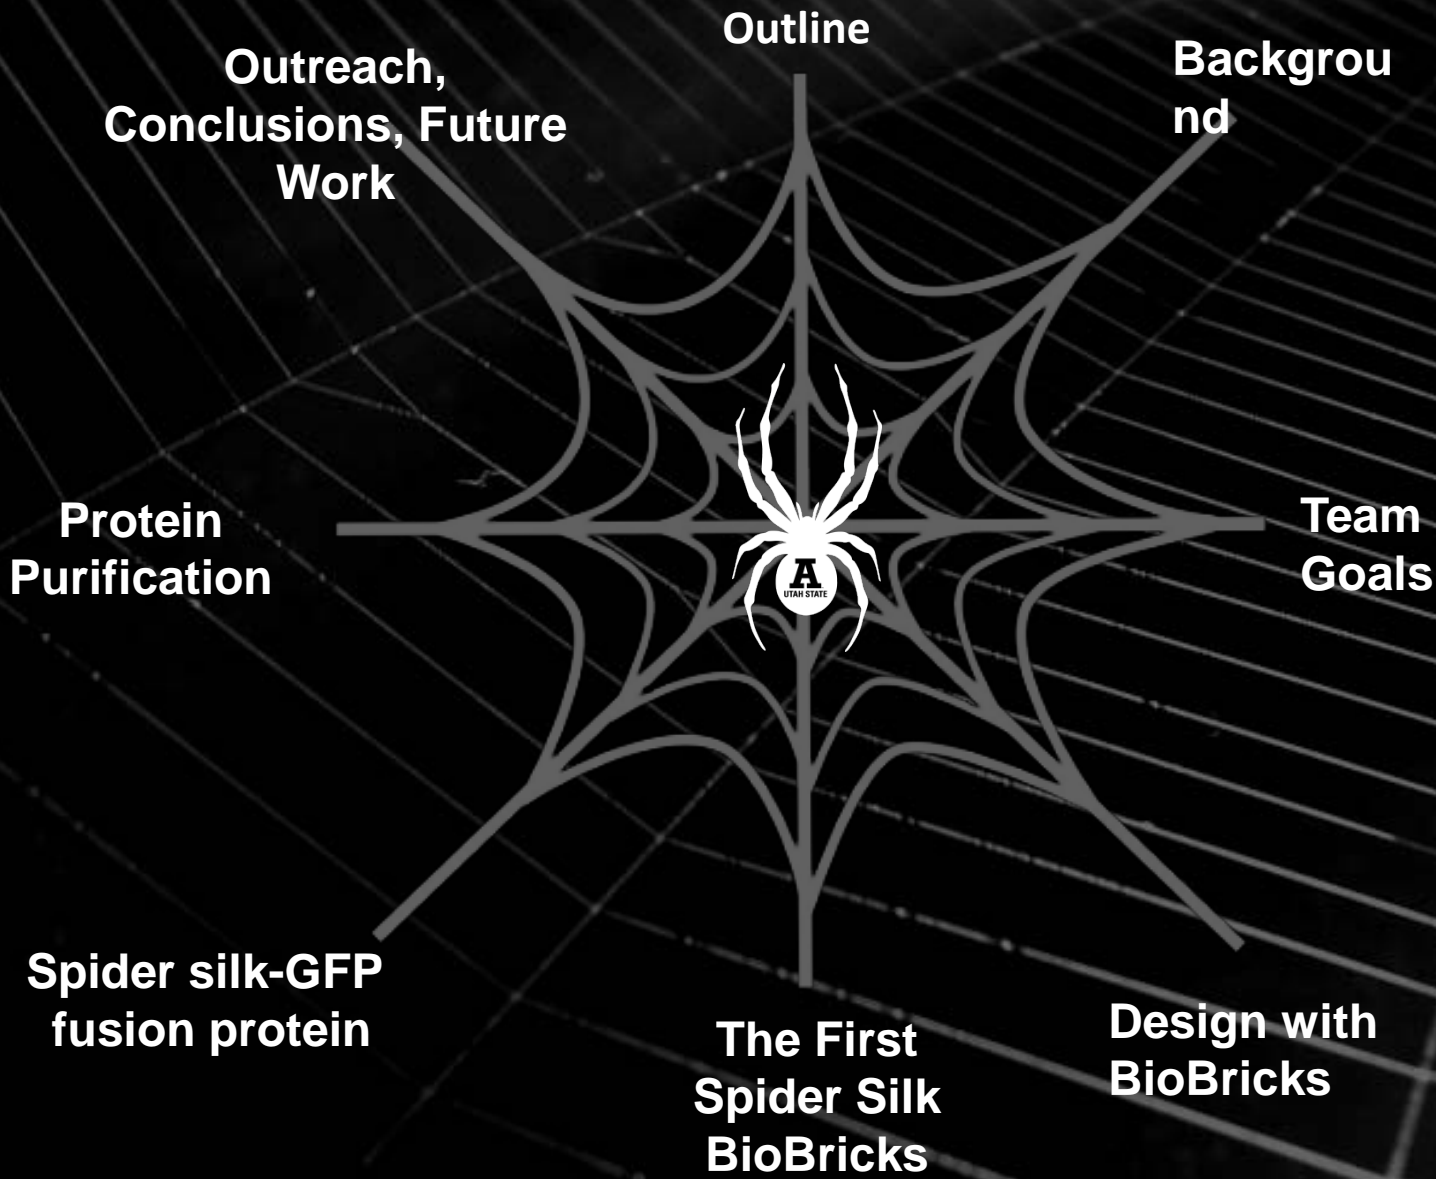 Outline
Backgrou
nd
Team
Goals
Design with
BioBricks
The First
Spider Silk
BioBricks
Spider silk-GFP
fusion protein
Protein
Purification
Outreach,
Conclusions, Future
Work
A
UTAH STATE